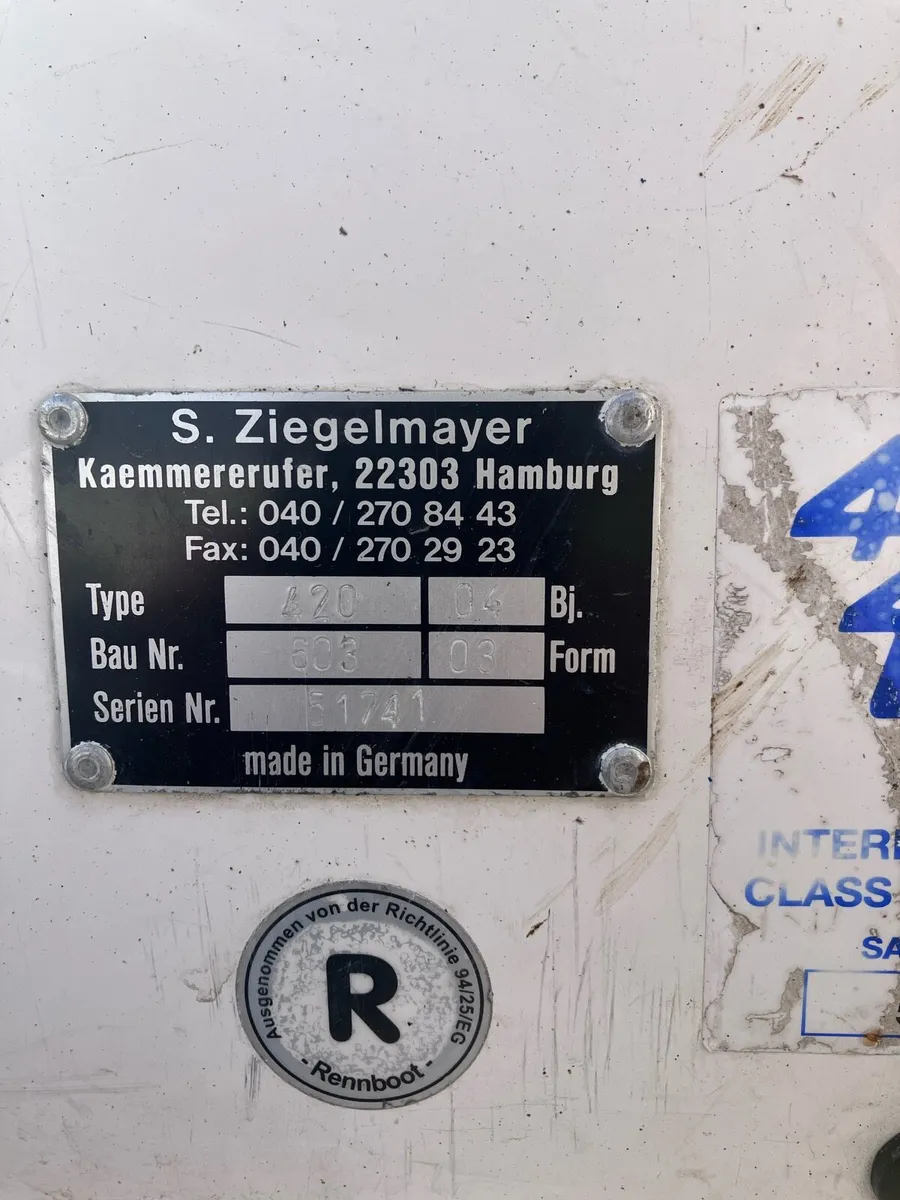 S. Ziegelmayer
Kaemmererufer, 22303 Hamburg
Tel.: 040 / 270 84 43
Fax: 040 / 270 29 23
Type 420 04 Bj.
Bau Nr. 603 03 Form
Serien Nr. 51741
made in Germany
Ausgenommen von der Richtlinie 94/25/EG
R
- Rennboot -
4
INTER
CLASS
SA